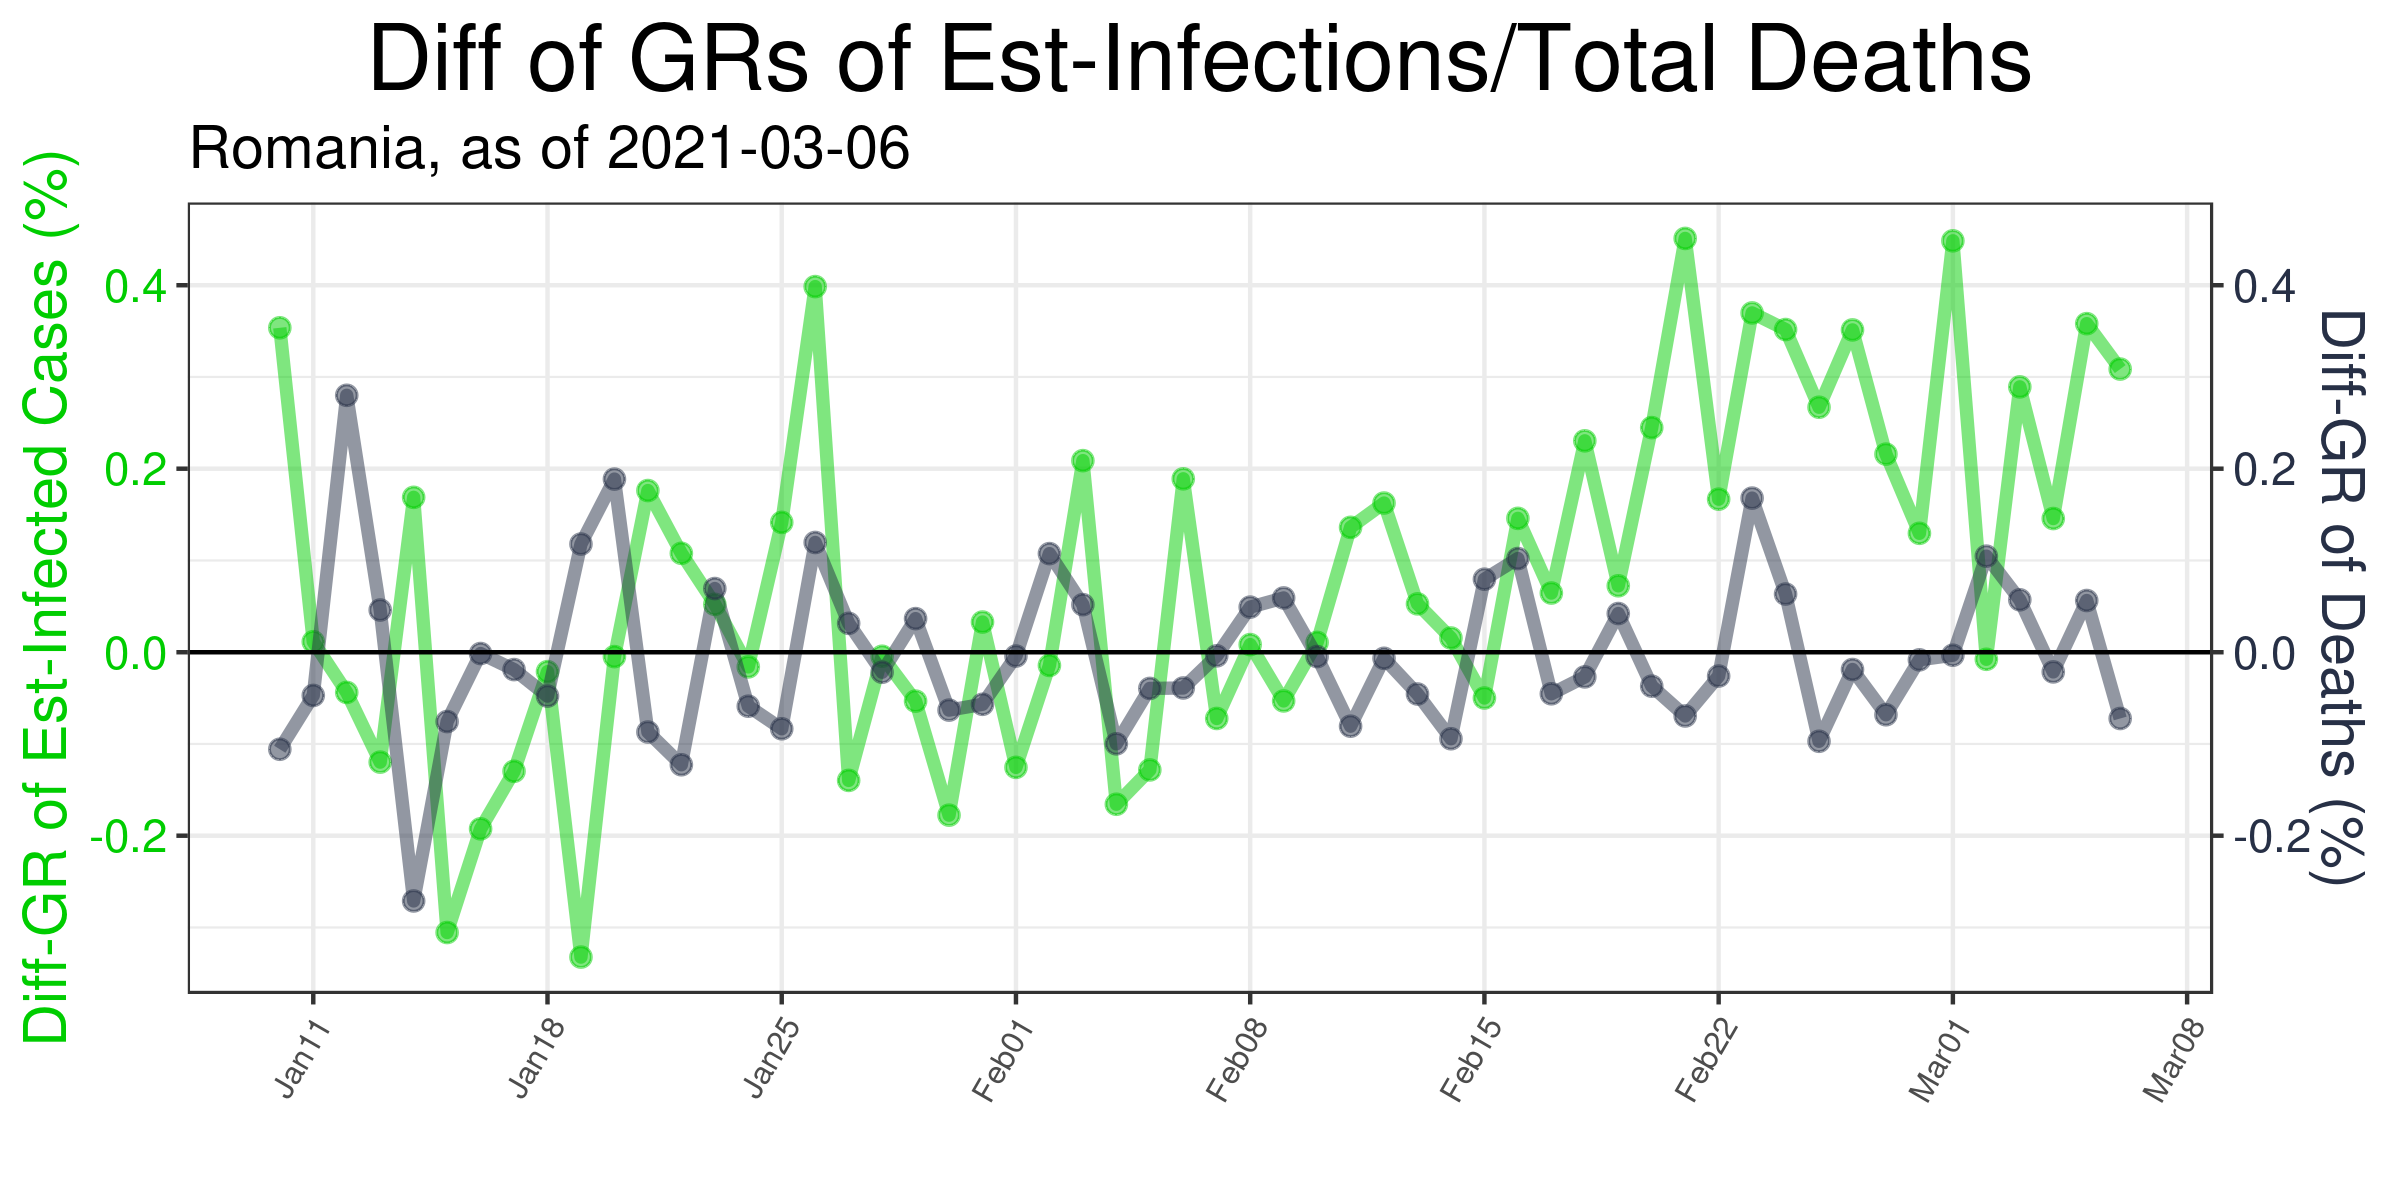 Diff of GRs of Est-Infections/Total Deaths
Romania, as of 2021-03-06
Diff-GR of Est-Infected Cases (%)
0.4
0.2
0.0
-0.2
0.4
0.2
0.0
-0.2
Diff-GR of Deaths (%)
Jan11
Jan18
Jan25
Feb01
Feb08
Feb15
Feb22
Mar01
Mar08